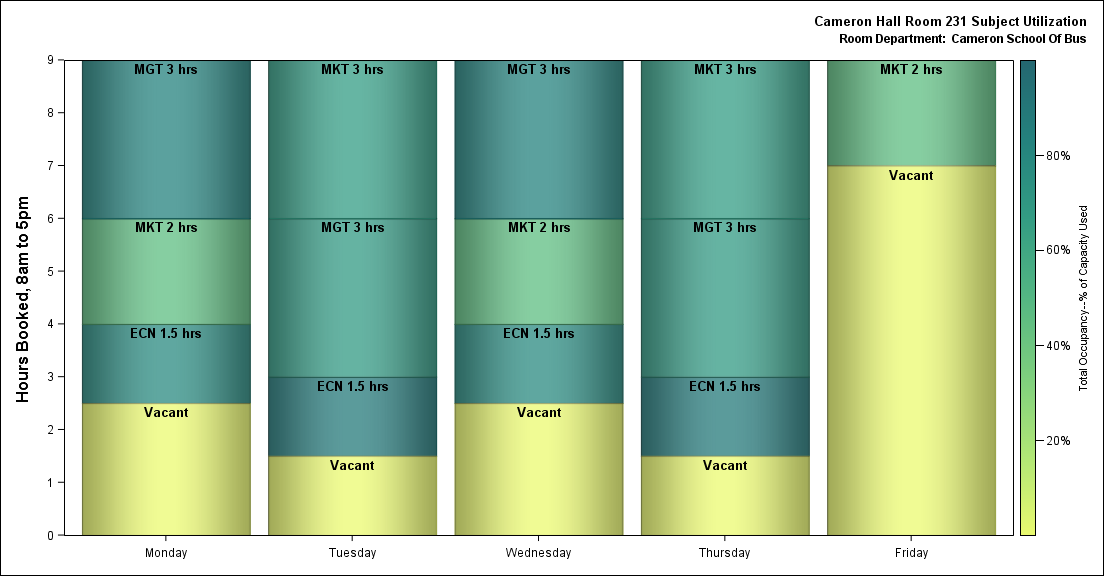 Cameron Hall Room 231 Subject Utilization
Room Department: Cameron School Of Bus
Hours Booked, 8am to 5pm
9
8
7
6
5
4
3
2
1
0
MGT 3 hrs
MKT 2 hrs
ECN 1.5 hrs
Vacant
MKT 3 hrs
MGT 3 hrs
ECN 1.5 hrs
Vacant
MGT 3 hrs
MKT 2 hrs
ECN 1.5 hrs
Vacant
MKT 3 hrs
MGT 3 hrs
ECN 1.5 hrs
Vacant
MKT 2 hrs
Vacant
Monday
Tuesday
Wednesday
Thursday
Friday
80%
60%
40%
20%
Total Occupancy--% of Capacity Used